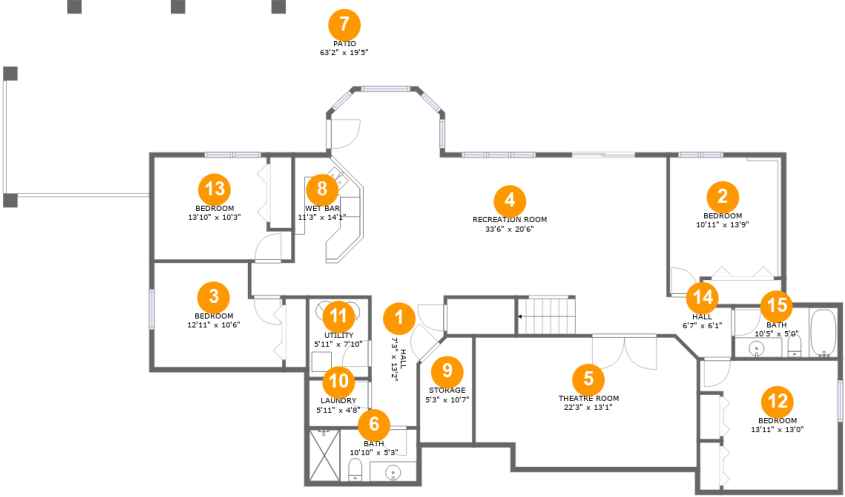 7
PATIO
63'2" x 19'5"
13
BEDROOM
13'10" x 10'3"
8
WET BAR
11'3" x 14'1"
4
RECREATION ROOM
33'6" x 20'6"
2
BEDROOM
10'11" x 13'9"
3
BEDROOM
12'11" x 10'6"
11
UTILITY
5'11" x 7'10"
1
HALL
7'3" x 13'2"
14
HALL
6'7" x 6'1"
15
BATH
10'5" x 5'0"
10
LAUNDRY
5'11" x 4'8"
9
STORAGE
5'3" x 10'7"
5
THEATRE ROOM
22'3" x 13'1"
12
BEDROOM
13'11" x 13'0"
6
BATH
10'10" x 5'3"